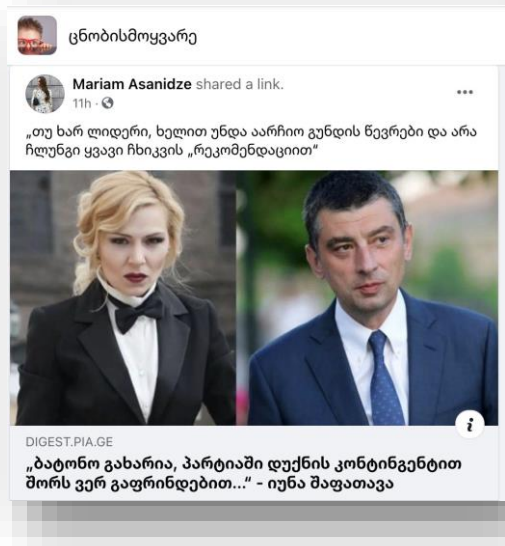 ცნობისმოყვარე
Mariam Asanidze shared a link.
11h ·
„თუ ხარ ლიდერი, ხელით უნდა აარჩიო გუნდის წევრები და არა
ჩლუნგი ყვავი ჩხიკვის „რეკომენდაციით“
i
DIGEST.PIA.GE
„ბატონო გახარია, პარტიაში დუქნის კონტინგენტით
შორს ვერ გაფრინდებით...“ - იუნა შაფათავა